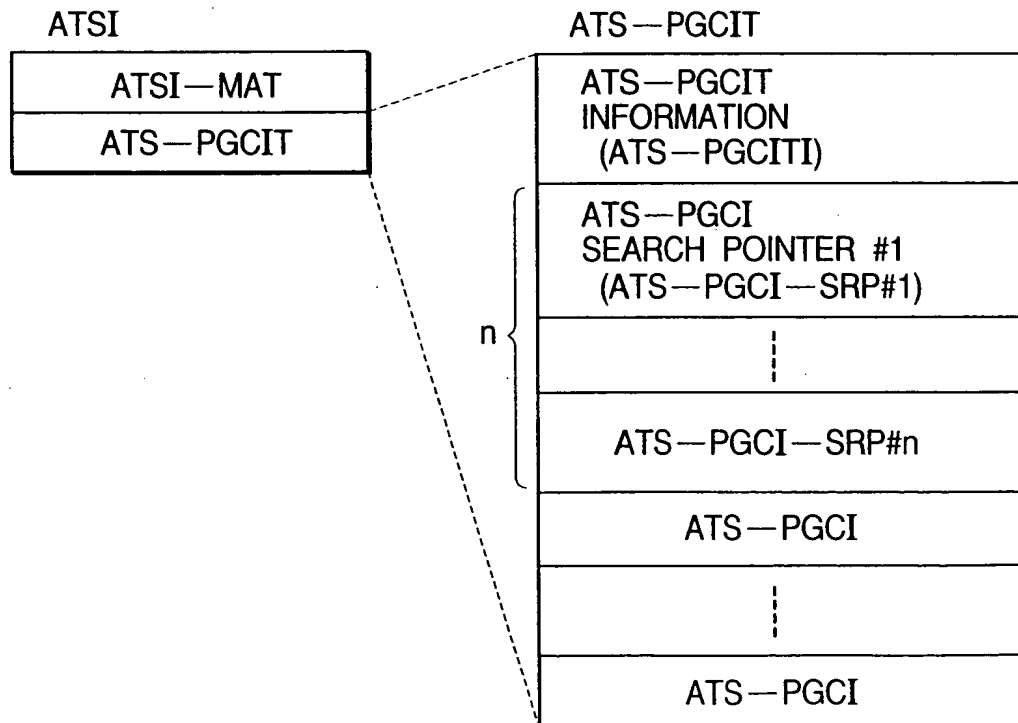 ATSI
ATSI—MAT
ATS—PGCIT
ATS—PGCIT
ATS—PGCIT
INFORMATION
(ATS—PGCITI)
ATS—PGCI
SEARCH POINTER #1
(ATS—PGCI—SRP#1)
n
ATS—PGCI—SRP#n
ATS—PGCI
ATS—PGCI